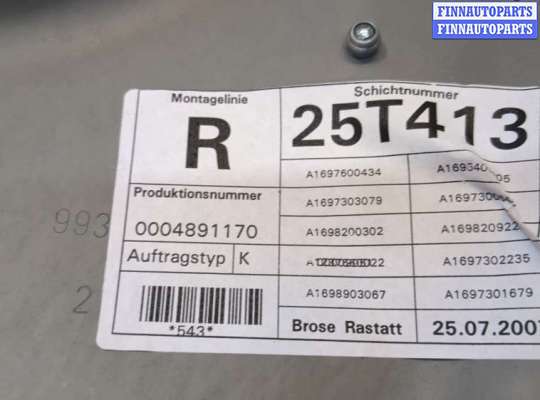 FINNAUTOPARTS
FINNAUTOPARTS
Montagelinie
R
Schichtnummer
25T413
Produktionsnummer
0004891170
Auftragstyp K
*543*
A1697600434
A1697303079
A1698200302
A1698903067
A169820922
A1697302235
A1697301679
Brose Rastatt
25.07.200
993
2